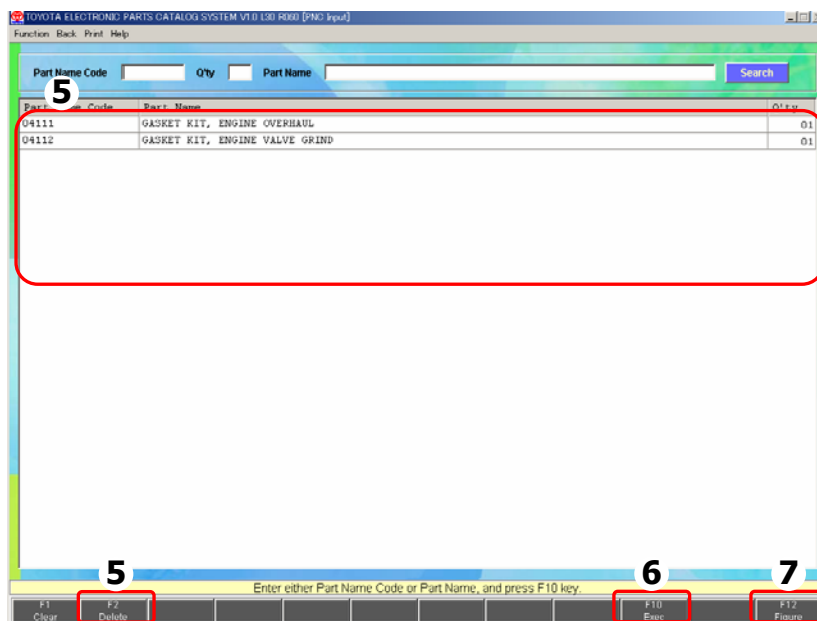 TOYOTA ELECTRONIC PARTS CATALOG SYSTEM V1.0 L30 R060 [PNC Input]
Function Back Print Help
Part Name Code Q'ty Part Name Search
5
Part Name Code Part Name Q'ty
04111 GASKET KIT, ENGINE OVERHAUL 01
04112 GASKET KIT, ENGINE VALVE GRIND 01
5 6 7
Enter either Part Name Code or Part Name, and press F10 key.
F1 F2 F10 F12
Clear Delete Exec Figure